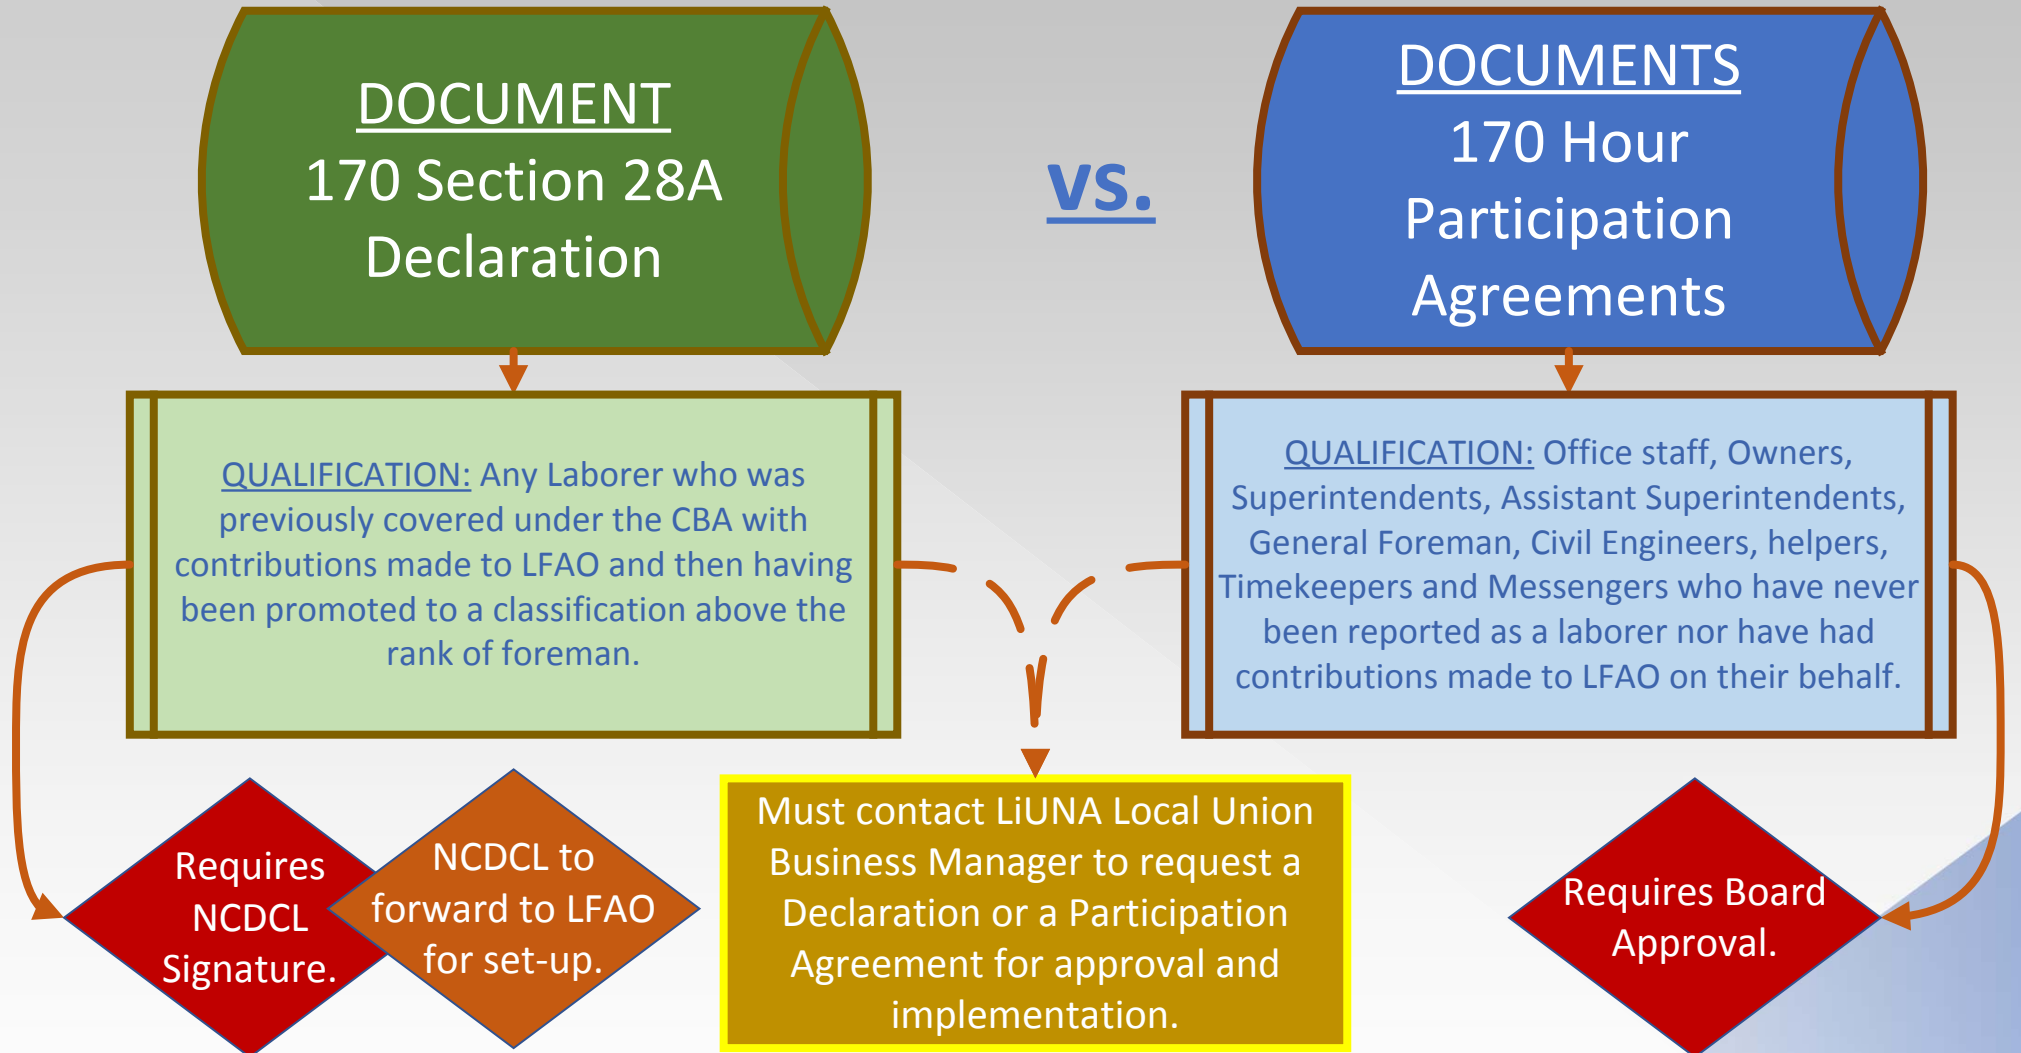 DOCUMENT
170 Section 28A
Declaration
vs.
DOCUMENTS
170 Hour
Participation
Agreements
QUALIFICATION: Any Laborer who was
previously covered under the CBA with
contributions made to LFAO and then having
been promoted to a classification above the
rank of foreman.
QUALIFICATION: Office staff, Owners,
Superintendents, Assistant Superintendents,
General Foreman, Civil Engineers, helpers,
Timekeepers and Messengers who have never
been reported as a laborer nor have had
contributions made to LFAO on their behalf.
Requires
NCDCL
Signature.
NCDCL to
forward to LFAO
for set-up.
Must contact LiUNA Local Union
Business Manager to request a
Declaration or a Participation
Agreement for approval and
implementation.
Requires Board
Approval.